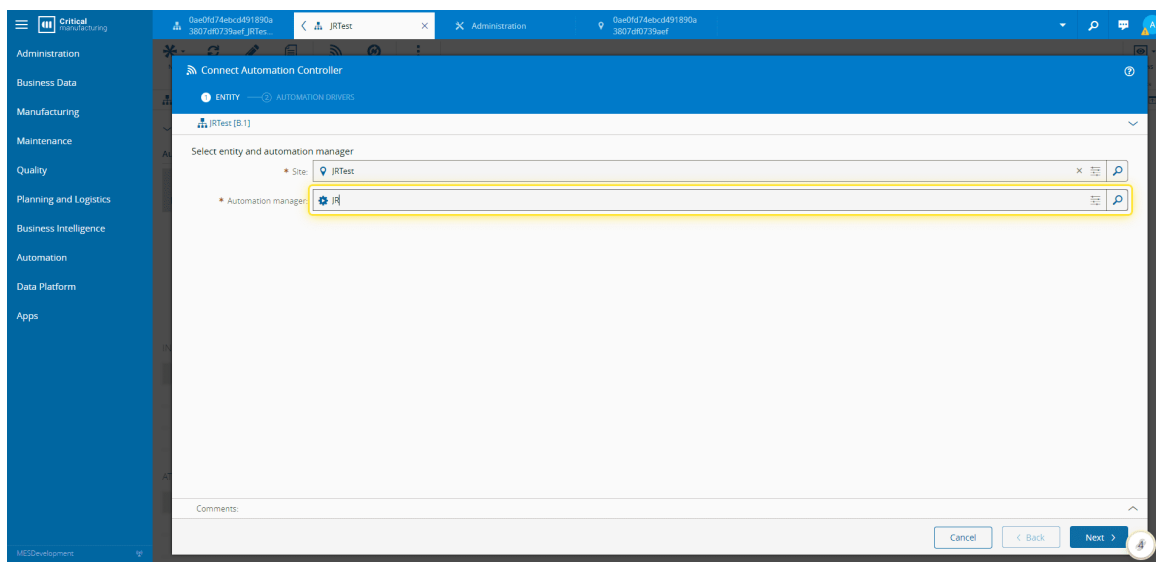 Critical
manufacturing
0ae0fd74ebcd491890a
3807df0739aef_JRTes...
JRTest
Administration
0ae0fd74ebcd491890a
3807df0739aef
Administration
Business Data
Manufacturing
Maintenance
Quality
Planning and Logistics
Business Intelligence
Automation
Data Platform
Apps
MESDevelopment
Connect Automation Controller
1 ENTITY 2 AUTOMATION DRIVERS
JRTest [B.1]
Select entity and automation manager
* Site: JRTest
* Automation manager: JR
Comments:
Cancel < Back Next >